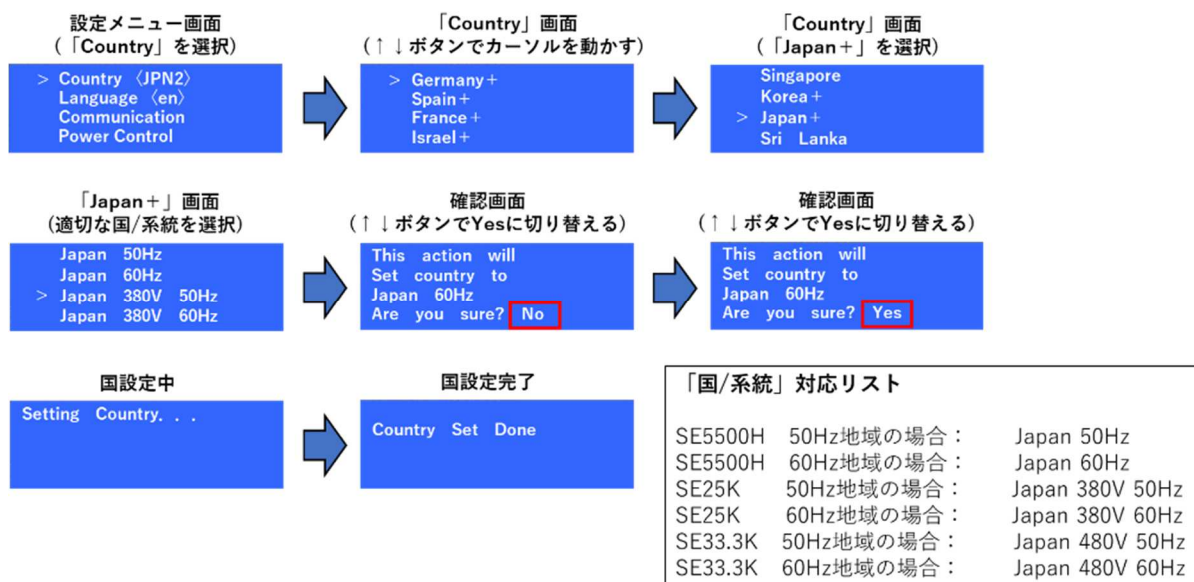 設定メニュー画面
(「Country」を選択)
> Country 〈JPN2〉
Language 〈en〉
Communication
Power Control
「Country」画面
(↑↓ボタンでカーソルを動かす)
> Germany+
Spain+
France+
Israel+
「Country」画面
(「Japan+」を選択)
Singapore
Korea+
> Japan+
Sri Lanka
「Japan+」画面
(適切な国/系統を選択)
Japan 50Hz
Japan 60Hz
> Japan 380V 50Hz
Japan 380V 60Hz
確認画面
(↑↓ボタンでYesに切り替える)
This action will
Set country to
Japan 60Hz
Are you sure? No
確認画面
(↑↓ボタンでYesに切り替える)
This action will
Set country to
Japan 60Hz
Are you sure? Yes
国設定中
Setting Country. . .
国設定完了
Country Set Done
「国/系統」対応リスト
SE5500H 50Hz地域の場合： Japan 50Hz
SE5500H 60Hz地域の場合： Japan 60Hz
SE25K 50Hz地域の場合： Japan 380V 50Hz
SE25K 60Hz地域の場合： Japan 380V 60Hz
SE33.3K 50Hz地域の場合： Japan 480V 50Hz
SE33.3K 60Hz地域の場合： Japan 480V 60Hz